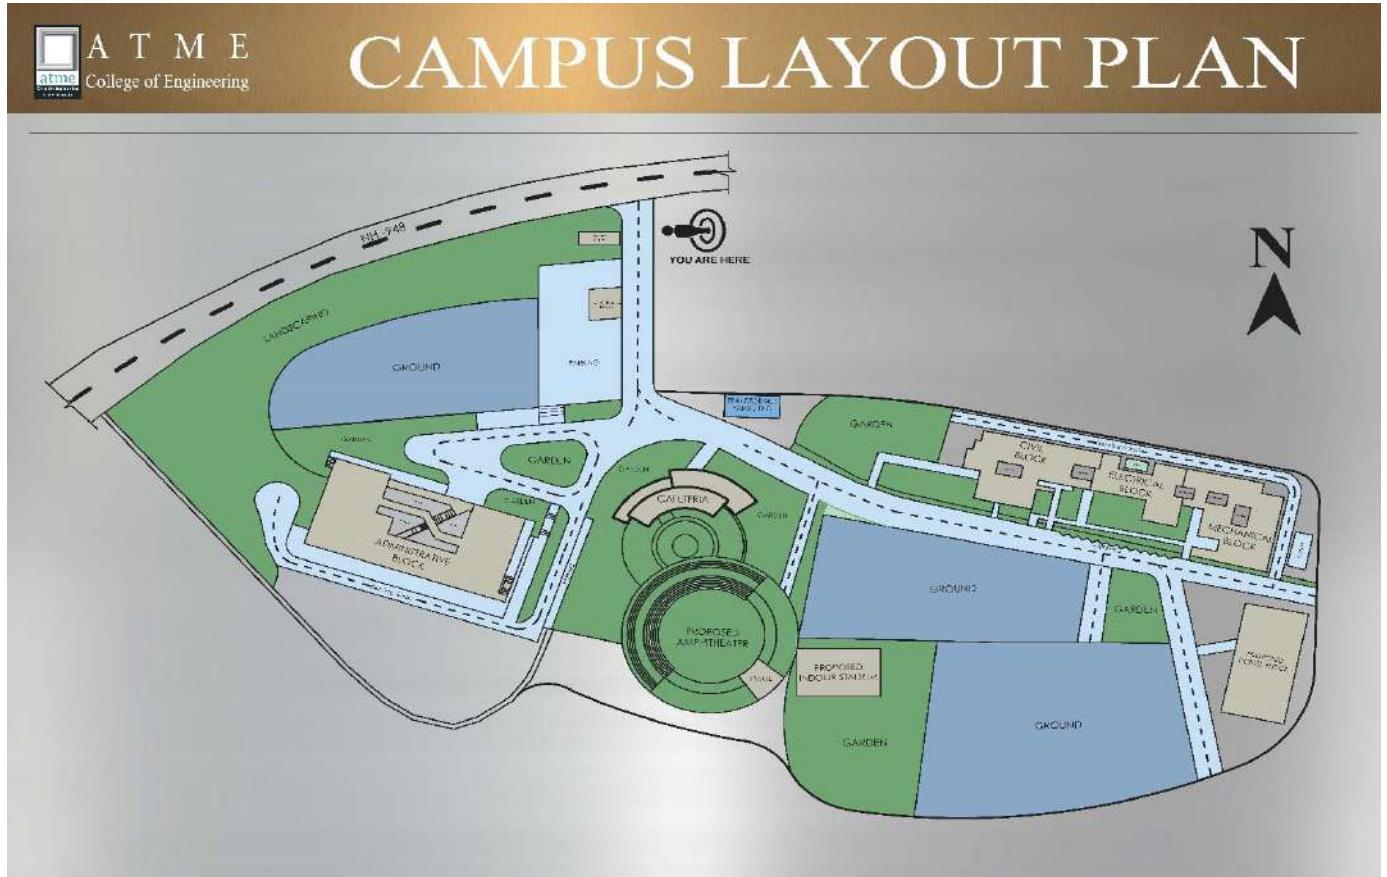 A T M E
College of Engineering
atme
CAMPUS LAYOUT PLAN
NH-948
YOU ARE HERE
N
LANDSCAPING
GROUND
PARKING
GARDEN
GARDEN
GARDEN
GARDEN
ADMINISTRATIVE
BLOCK
CAFETERIA
GARDEN
GARDEN
CIVIL
BLOCK
ELECTRICAL
BLOCK
MECHANICAL
BLOCK
GROUND
GARDEN
PROPOSED
AMPHITHEATER
STAGE
PROPOSED
INDOUR STADIUM
GARDEN
GROUND